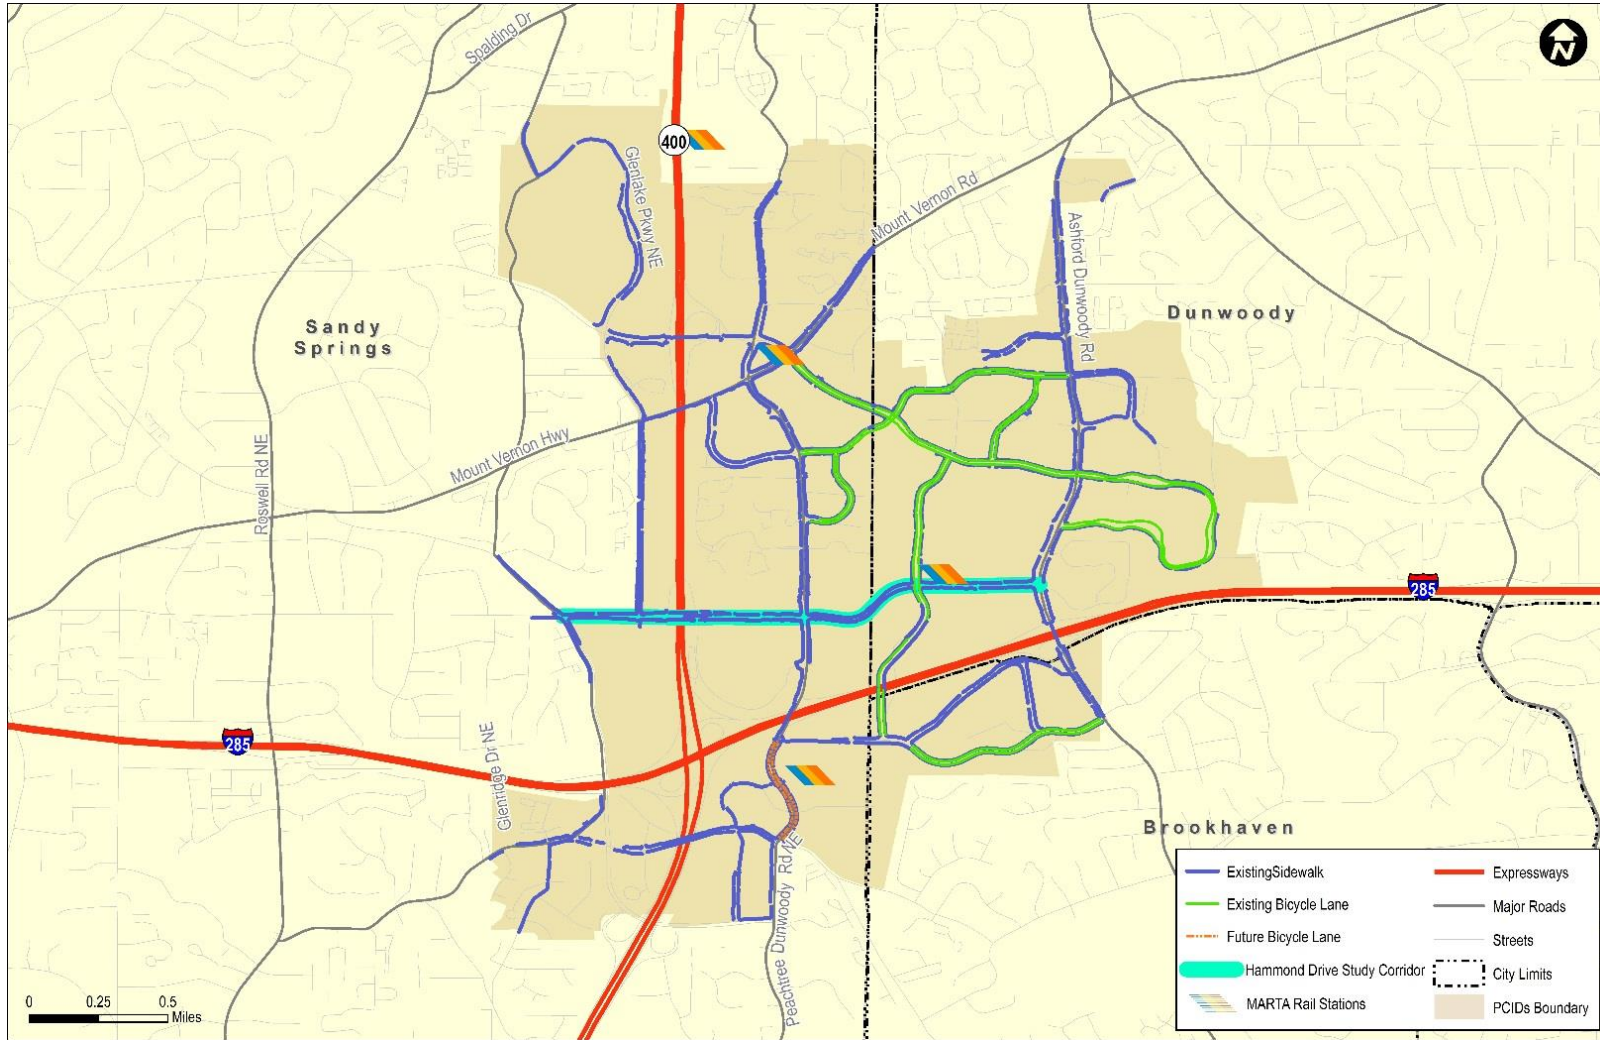 Spalding Dr
N
400
Glenlake Pkwy NE
Mount Vernon Rd
Ashford Dunwoody Rd
Sandy
Springs
Dunwoody
Roswell Rd NE
Mount Vernon Hwy
285
285
Glenridge Dr NE
Peachtree Dunwoody Rd NE
Brookhaven
ExistingSidewalk
Existing Bicycle Lane
Future Bicycle Lane
Hammond Drive Study Corridor
MARTA Rail Stations
Expressways
Major Roads
Streets
City Limits
PCIDs Boundary
0 0.25 0.5
Miles